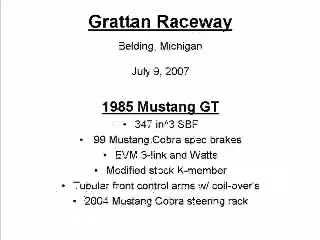 Grattan Raceway
Belding, Michigan
July 9, 2007
1985 Mustang GT
• 347 in^3 SBF
• 99 Mustang Cobra spec brakes
• EVM 3-link and Watts
• Modified stock K-member
• Tubular front control arms w/ coil-over's
• 2004 Mustang Cobra steering rack